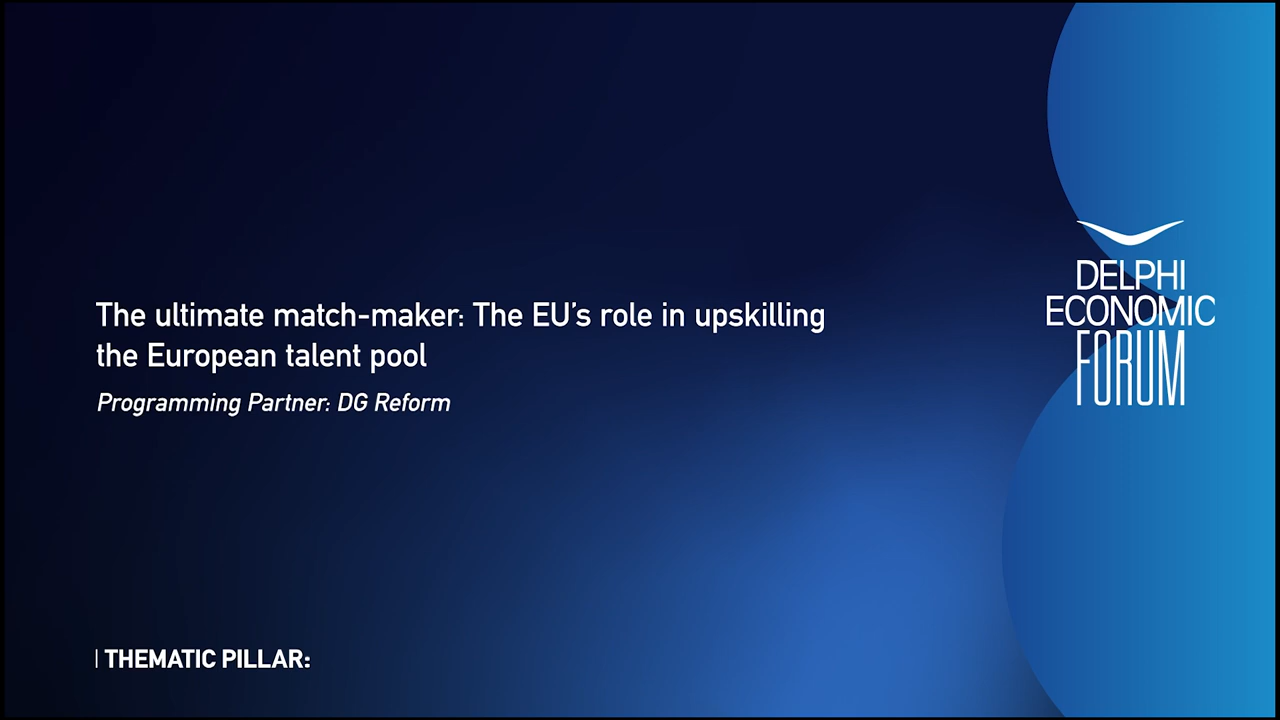 The ultimate match-maker: The EU’s role in upskilling
the European talent pool
Programming Partner: DG Reform
DELPHI
ECONOMIC
FORUM
THEMATIC PILLAR: